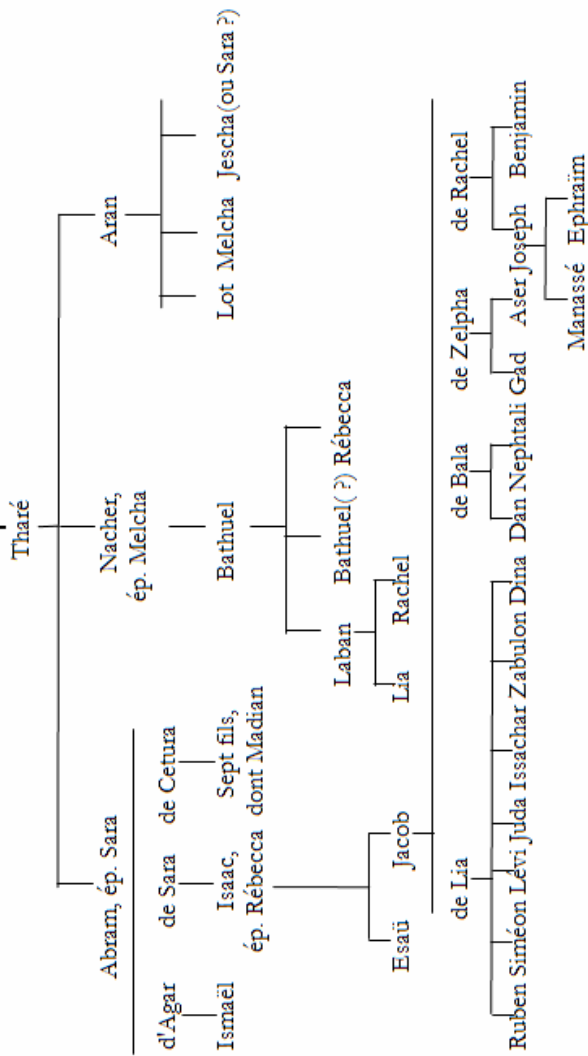 Tharé
Abram, ép. Sara
Nacher,
ép. Melcha
Aran
d'Agar
de Sara
de Cetura
Ismaël
Isaac,
ép. Rébecca
Sept fils,
dont Madian
Bathuel
Lot Melcha Jescha(ou Sara ?)
Laban Bathuel( ?) Rébecca
Esaü Jacob
Lia Rachel
de Lia
de Bala
de Zelpha
de Rachel
Ruben Siméon Lévi Juda Issachar Zabulon Dina Dan Nephtali Gad Aser Joseph Benjamin
Manassé Ephraïm